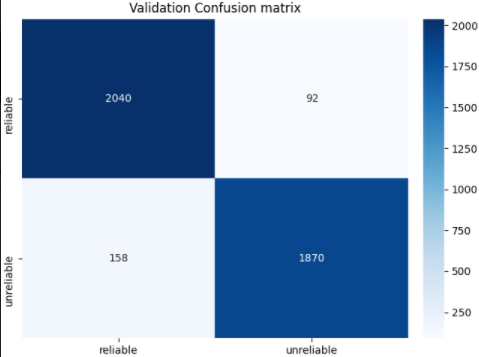 Validation Confusion matrix
reliable
2040
92
unreliable
158
1870
reliable
unreliable
2000
1750
1500
1250
1000
750
500
250